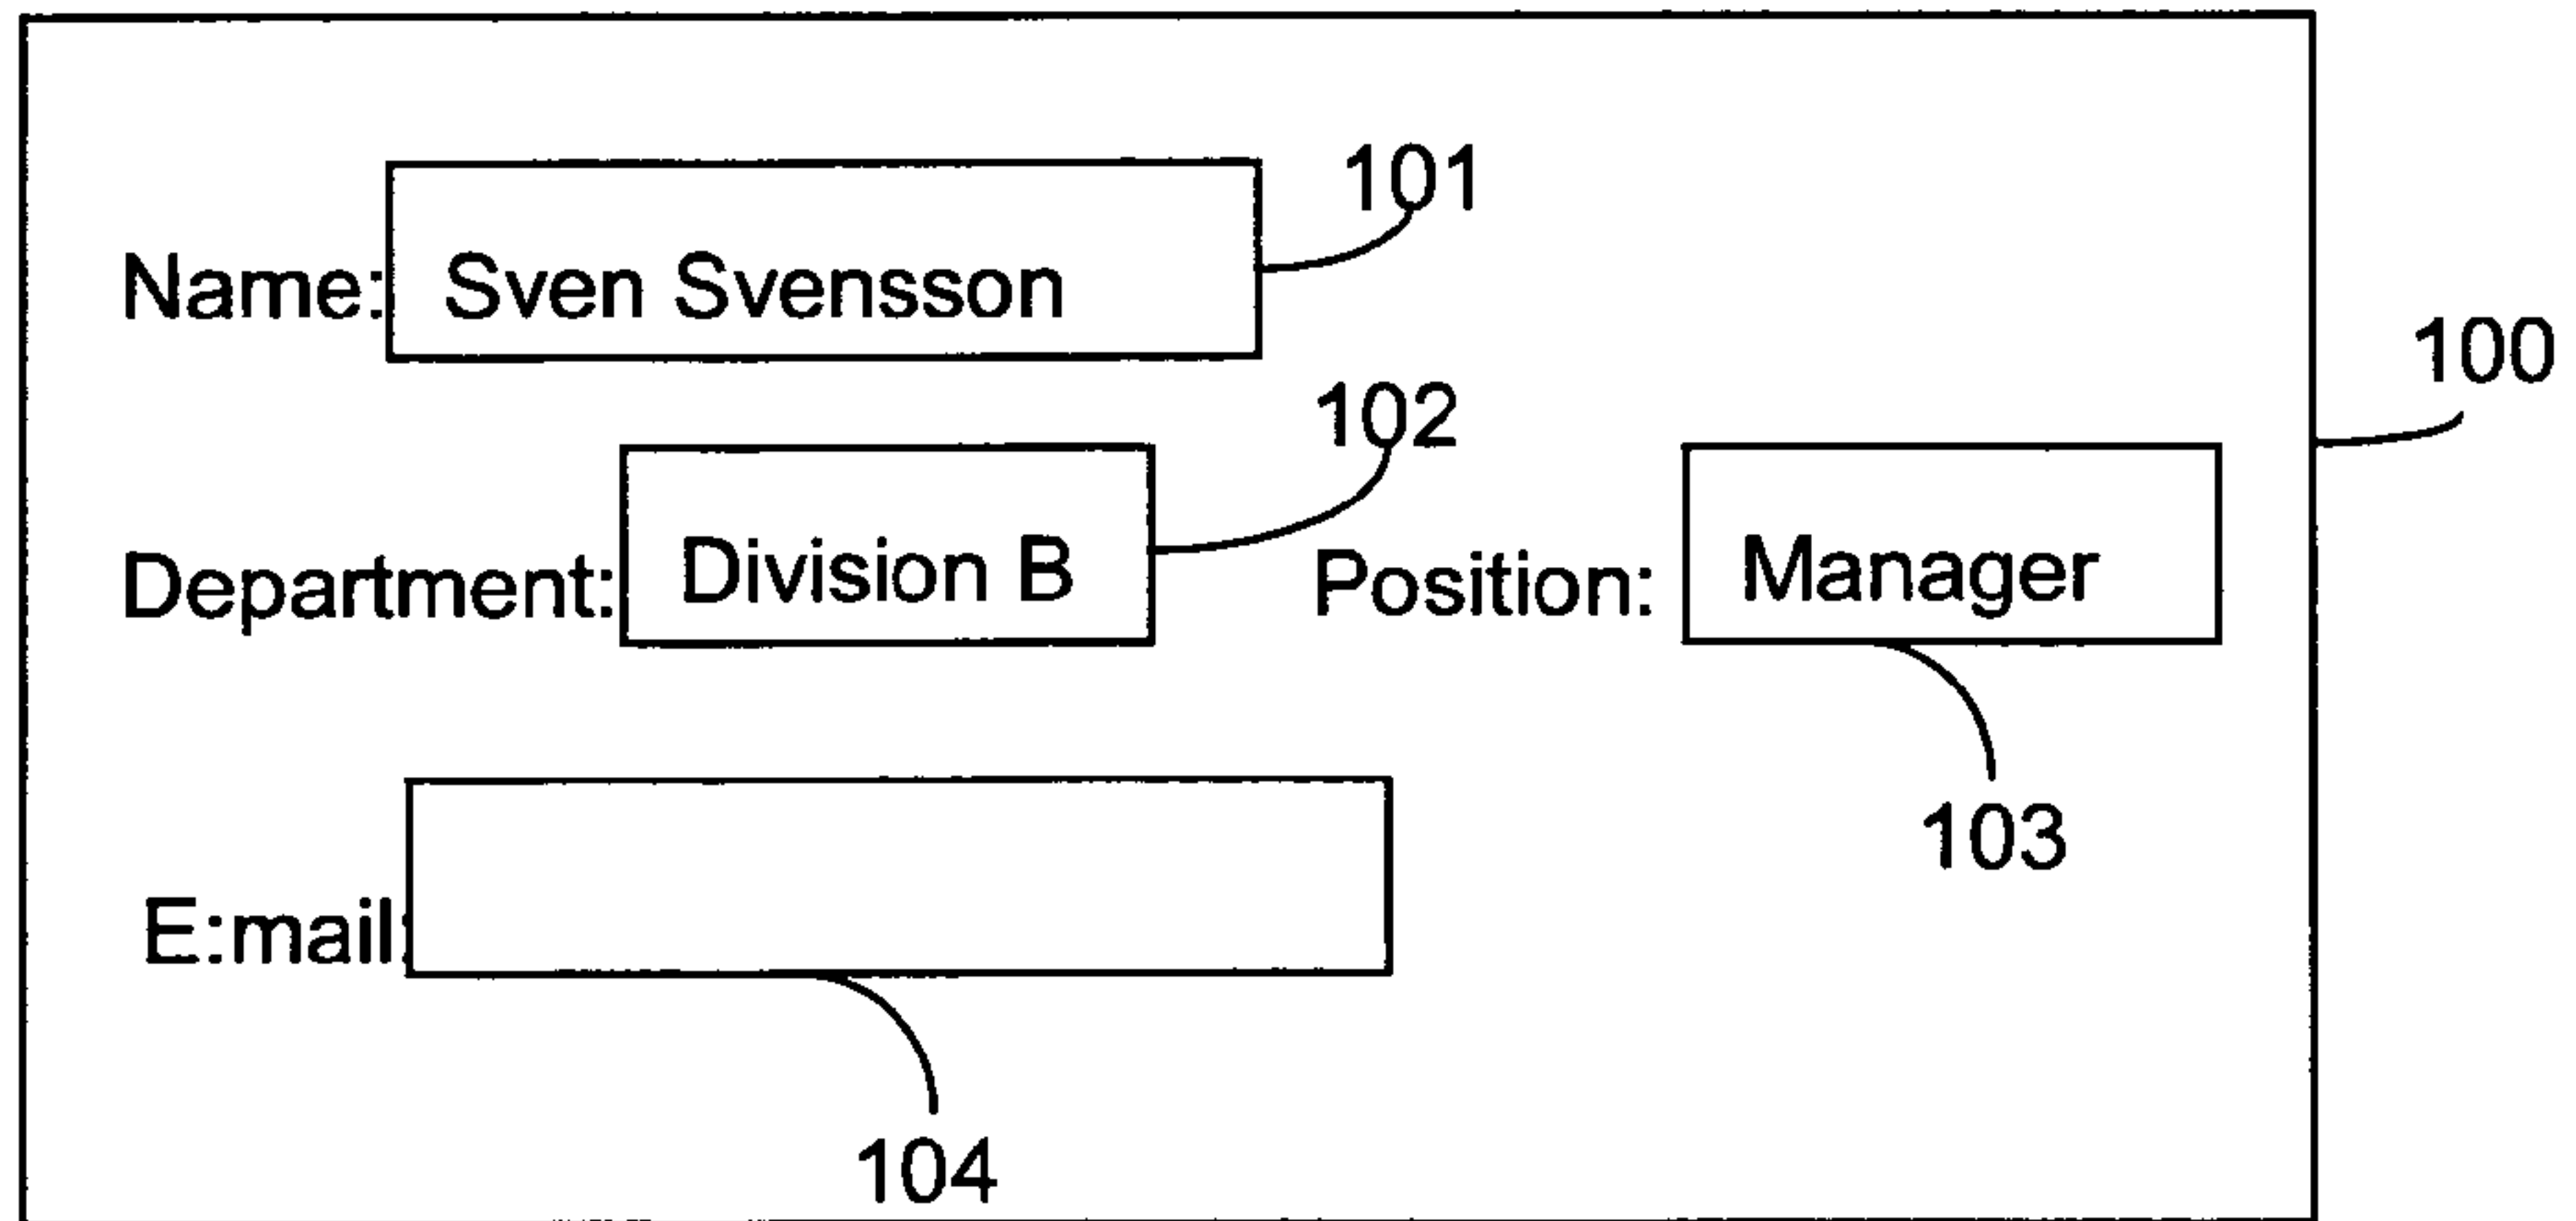 101
Name: Sven Svensson
100
102
Department: Division B Position: Manager
103
E:mail:
104